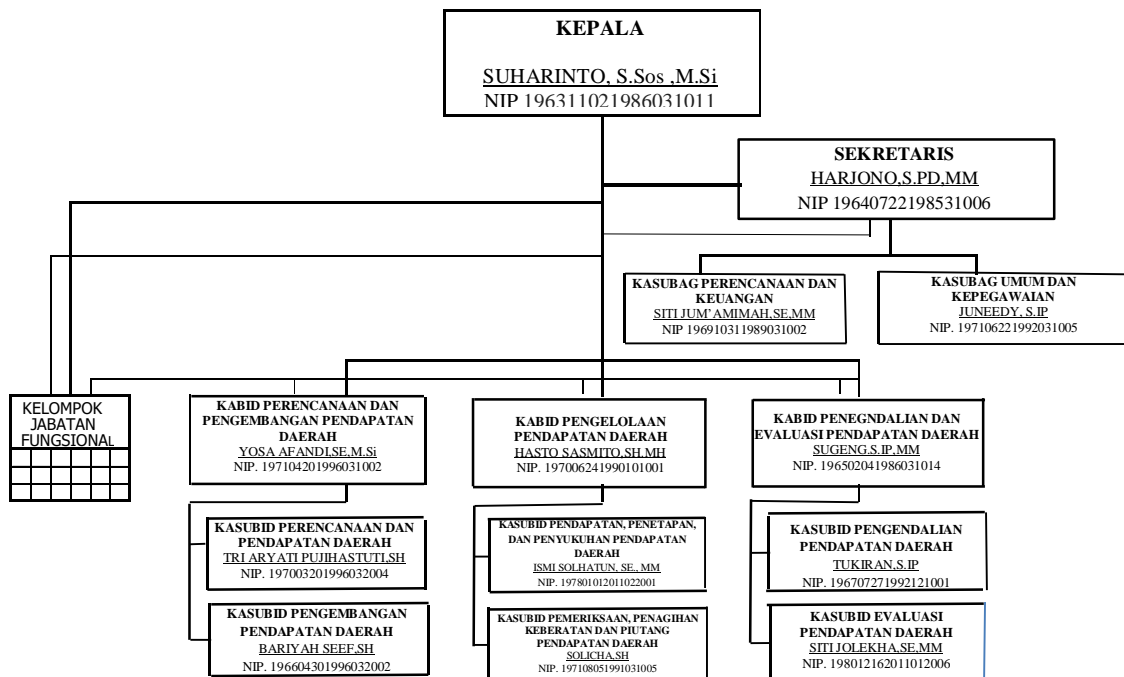 KEPALA
SUHARINTO, S.Sos ,M.Si
NIP 196311021986031011
SEKRETARIS
HARJONO,S.PD,MM
NIP 19640722198531006
KASUBAG PERENCANAAN DAN
KEUANGAN
SITI JUM'AMIMAH,SE,MM
NIP 196910311989031002
KASUBAG UMUM DAN
KEPEGAWAIAN
JUNEEDY, S.IP
NIP. 197106221992031005
KELOMPOK
JABATAN
FUNGSIONAL
KABID PERENCANAAN DAN
PENGEMBANGAN PENDAPATAN
DAERAH
YOSA AFANDI,SE,M.Si
NIP. 197104201996031002
KABID PENGELOLAAN
PENDAPATAN DAERAH
HASTO SASMITO,SH,MH
NIP. 197006241990101001
KABID PENEGNDALIAN DAN
EVALUASI PENDAPATAN DAERAH
SUGENG.S.IP,MM
NIP. 196502041986031014
KASUBID PERENCANAAN DAN
PENDAPATAN DAERAH
TRI ARYATI PUJIHASTUTI,SH
NIP. 197003201996032004
KASUBID PENGEMBANGAN
PENDAPATAN DAERAH
BARIYAH SEEF,SH
NIP. 196604301996032002
KASUBID PENDAPATAN, PENETAPAN,
DAN PENYUKUHAN PENDAPATAN
DAERAH
ISMI SOLHATUN, SE., MM
NIP. 197801012011022001
KASUBID PEMERIKSAAN, PENAGIHAN
KEBERATAN DAN PIUTANG
PENDAPATAN DAERAH
SOLICHA,SH
NIP. 197108051991031005
KASUBID PENGENDALIAN
PENDAPATAN DAERAH
TUKIRAN,S.IP
NIP. 196707271992121001
KASUBID EVALUASI
PENDAPATAN DAERAH
SITI JOLEKHA,SE,MM
NIP. 198012162011012006